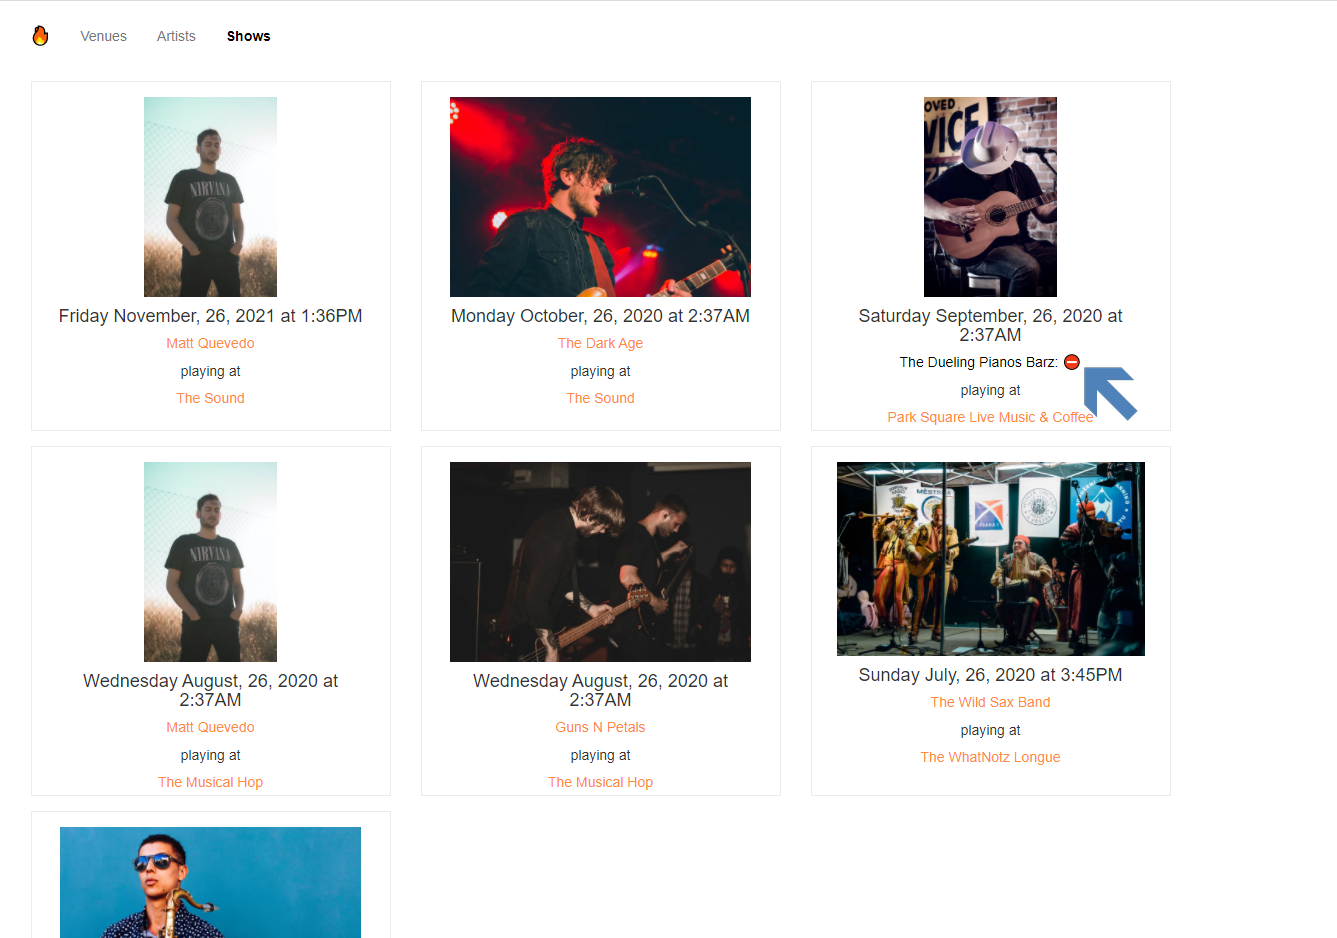 Venues Artists Shows
NIRVANA
OVED
VICE
Friday November, 26, 2021 at 1:36PM
Matt Quevedo
playing at
The Sound
Monday October, 26, 2020 at 2:37AM
The Dark Age
playing at
The Sound
Saturday September, 26, 2020 at
2:37AM
The Dueling Pianos Barz: ⛔
playing at
Park Square Live Music & Coffee
NIRVANA
Wednesday August, 26, 2020 at
2:37AM
Matt Quevedo
playing at
The Musical Hop
Wednesday August, 26, 2020 at
2:37AM
Guns N Petals
playing at
The Musical Hop
Sunday July, 26, 2020 at 3:45PM
The Wild Sax Band
playing at
The WhatNotz Longue